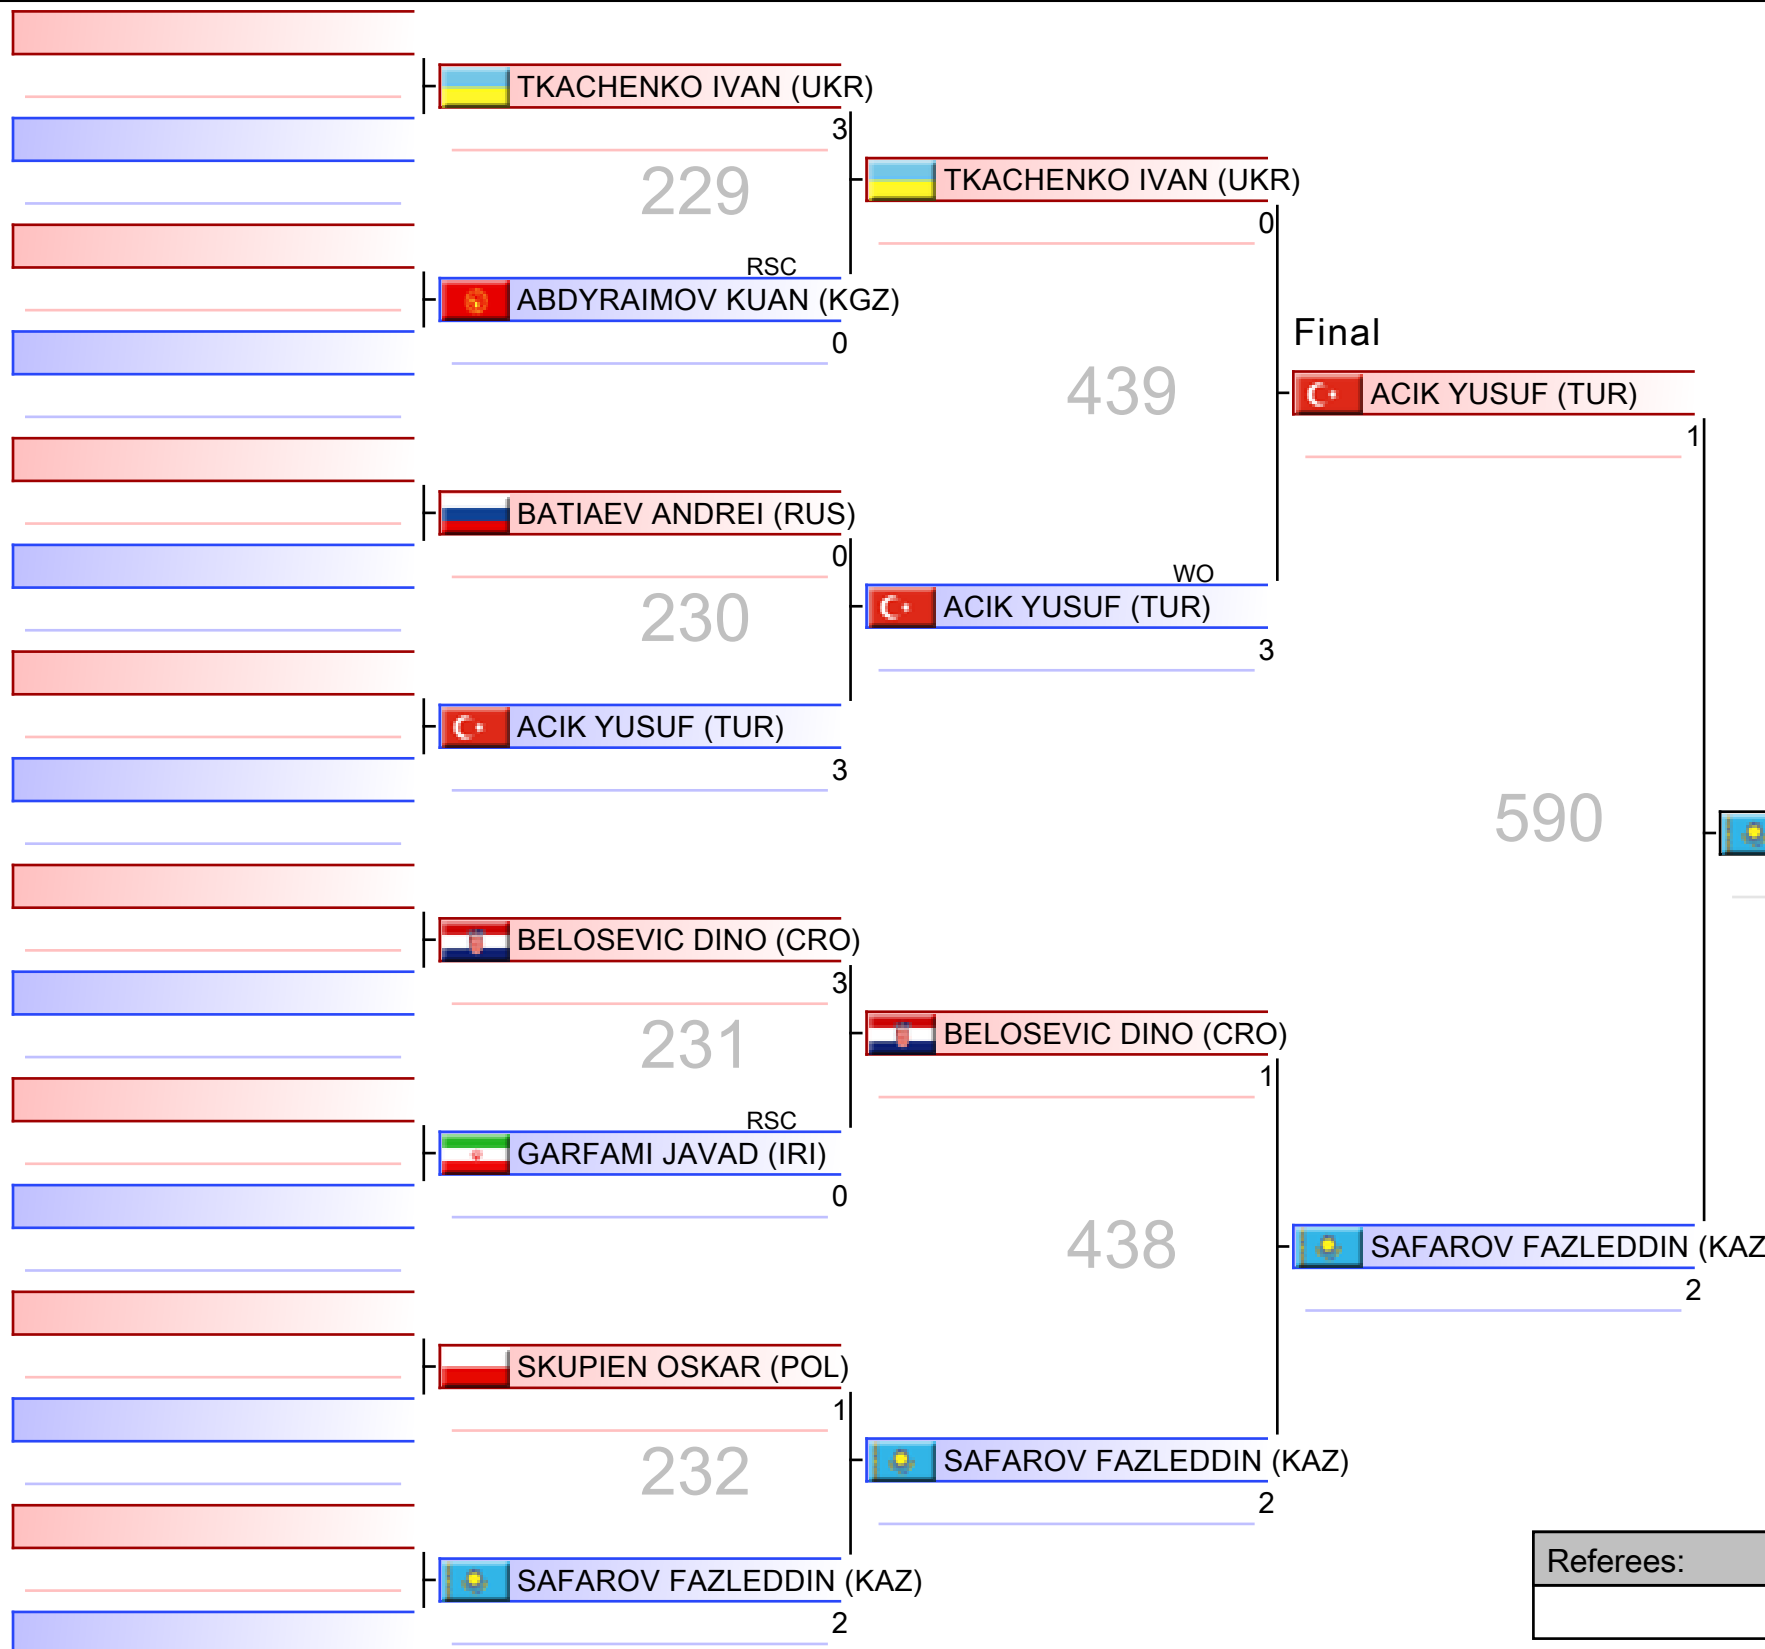 TKACHENKO IVAN (UKR)
3
229
RSC
ABDYRAIMOV KUAN (KGZ)
0
BATIAEV ANDREI (RUS)
0
230
ACIK YUSUF (TUR)
3
BELOSEVIC DINO (CRO)
3
231
RSC
GARFAMI JAVAD (IRI)
0
SKUPIEN OSKAR (POL)
1
232
SAFAROV FAZLEDDIN (KAZ)
2
TKACHENKO IVAN (UKR)
0
439
WO
ACIK YUSUF (TUR)
3
BELOSEVIC DINO (CRO)
1
438
SAFAROV FAZLEDDIN (KAZ)
2
Final
ACIK YUSUF (TUR)
1
590
SAFAROV FAZLEDDIN (KAZ
2
Referees: